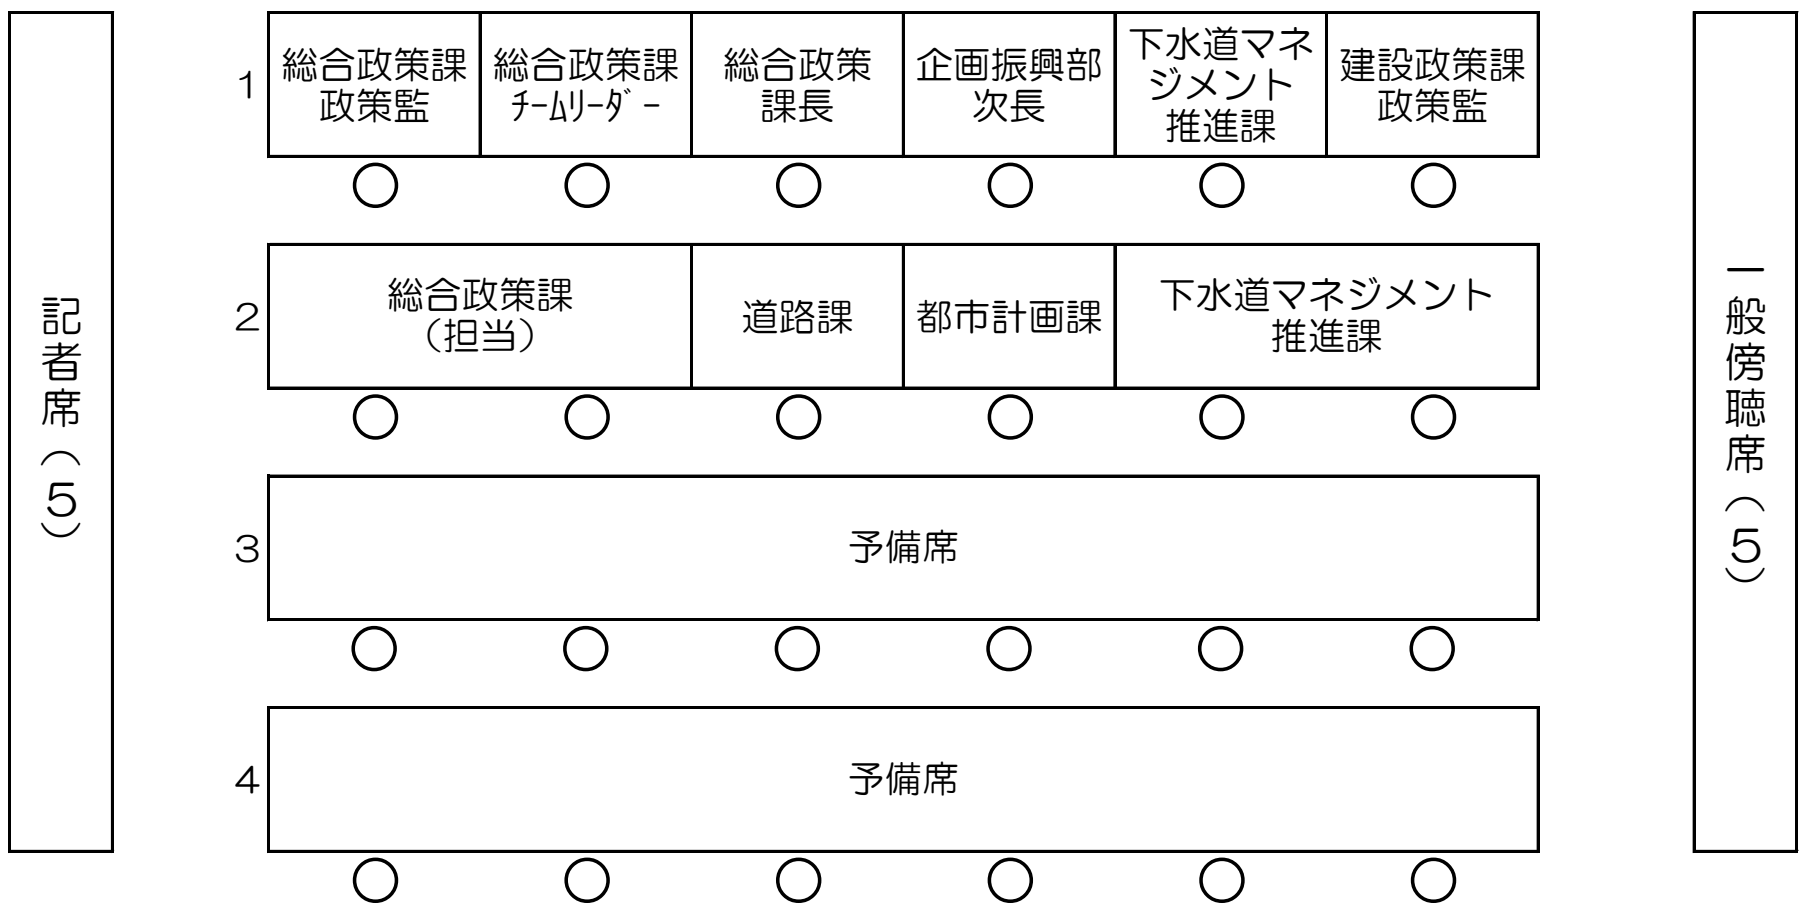 記者席（５）
1
総合政策課
政策監
総合政策課
ﾁｰﾑﾘｰﾀﾞｰ
総合政策
課長
企画振興部
次長
下水道マネ
ジメント
推進課
建設政策課
政策監
2
総合政策課
（担当）
道路課
都市計画課
下水道マネジメント
推進課
3
予備席
4
予備席
一般傍聴席（５）